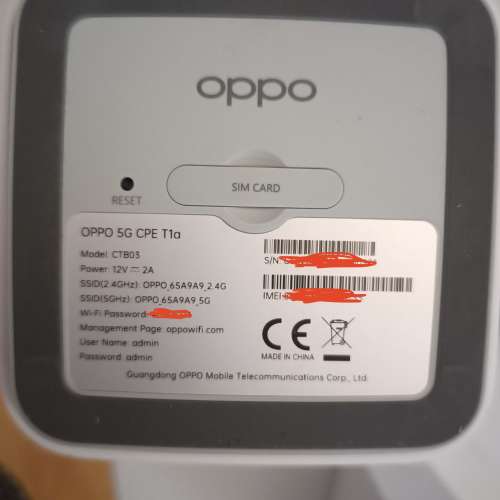 oppo
RESET
SIM CARD
OPPO 5G CPE T1a
Model: CTB03
Power: 12V ⎓ 2A
SSID(2.4GHz): OPPO_65A9A9_2.4G
SSID(5GHz): OPPO_65A9A9_5G
Wi-Fi Password:
Management Page: oppowifi.com
User Name: admin
Password: admin
S/N:
IMEI:
CE
MADE IN CHINA
Guangdong OPPO Mobile Telecommunications Corp., Ltd.